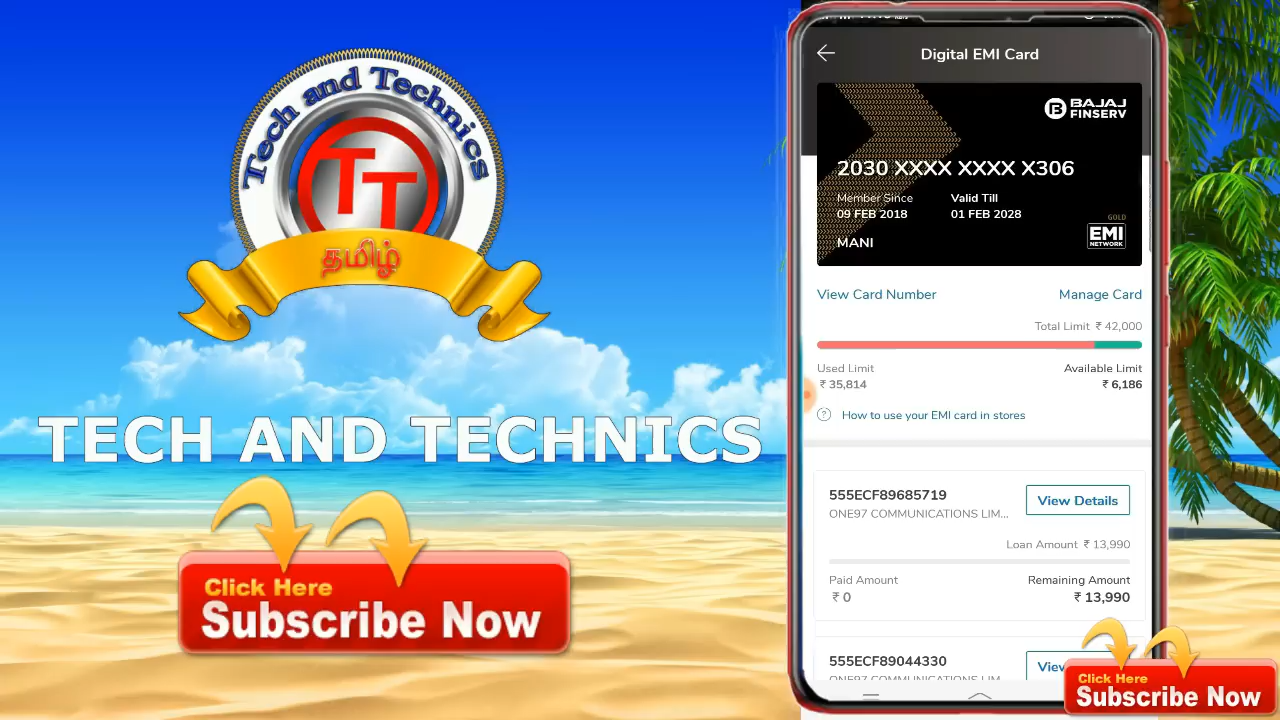 Tech and Technics
TT
தமிழ்
TECH AND TECHNICS
Click Here
Subscribe Now
Digital EMI Card
BAJAJ
FINSERV
2030 XXXX XXXX X306
Member Since
Valid Till
09 FEB 2018
01 FEB 2028
GOLD
EMI
NETWORK
MANI
View Card Number
Manage Card
Total Limit ₹ 42,000
Used Limit
Available Limit
₹ 35,814
₹ 6,186
? How to use your EMI card in stores
555ECF89685719
View Details
ONE97 COMMUNICATIONS LIM...
Loan Amount ₹ 13,990
Paid Amount
Remaining Amount
₹ 0
₹ 13,990
555ECF89044330
ONE97 COMMUNICATIONS LIM
Click Here
Subscribe Now